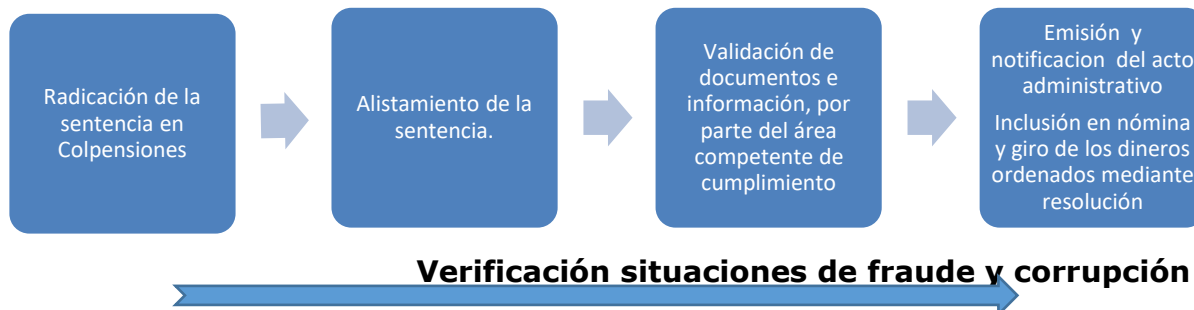 Radicación de la
sentencia en
Colpensiones
Alistamiento de la
sentencia.
Validación de
documentos e
información, por
parte del área
competente de
cumplimiento
Emisión y
notificacion del acto
administrativo
Inclusión en nómina
y giro de los dineros
ordenados mediante
resolución
Verificación situaciones de fraude y corrupción